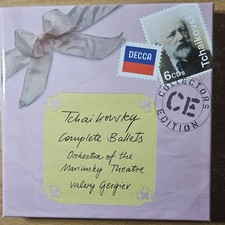 DECCA
6CDs
Tchaikovsky
COLLECTORS
CE
EDITION
Tchaikovsky
Complete Ballets
Orchestra of the
Mariinsky Theatre
Valery Gergiev